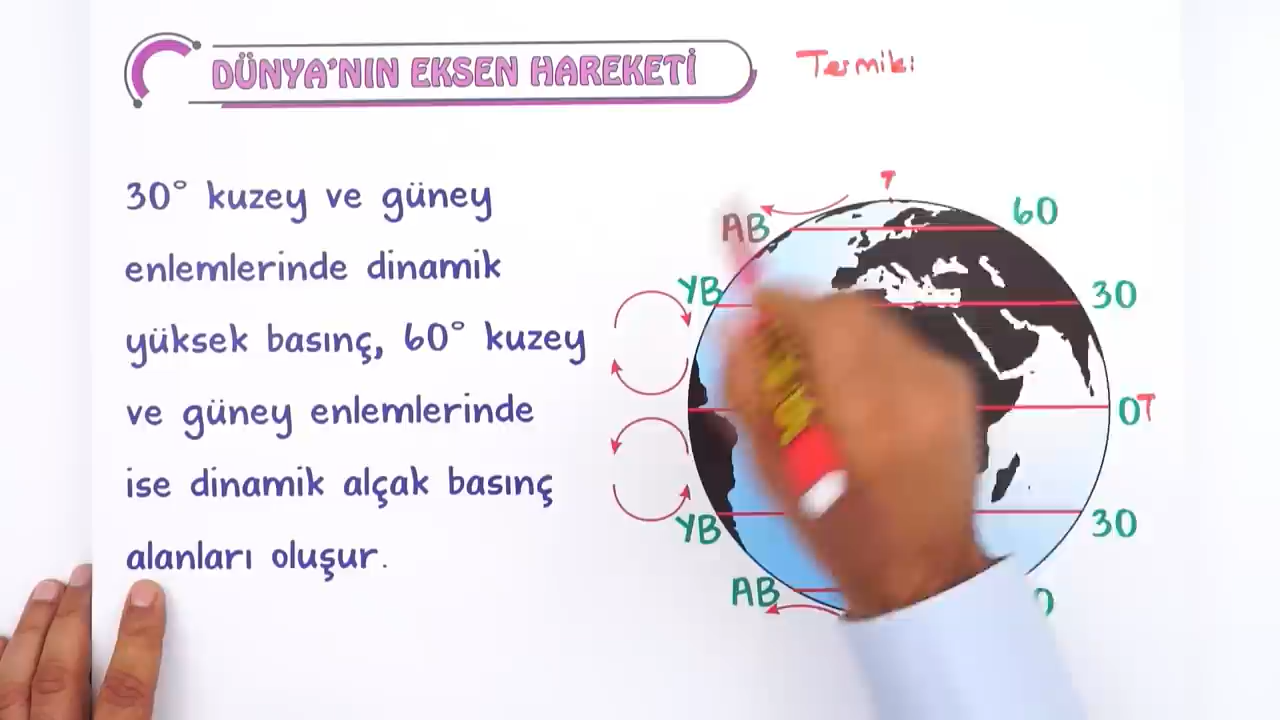 DÜNYA'NIN EKSEN HAREKETİ
Termik:
30° kuzey ve güney
enlemlerinde dinamik
yüksek basınç, 60° kuzey
ve güney enlemlerinde
ise dinamik alçak basınç
alanları oluşur.
T
AB
60
YB
30
0T
YB
30
AB
0